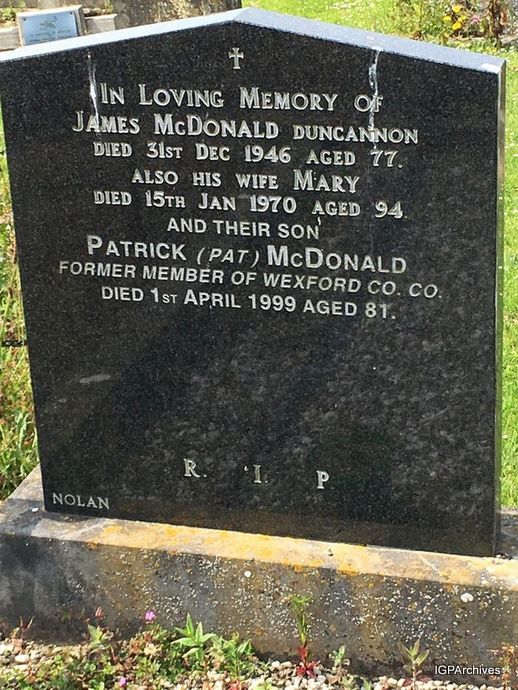 In Loving Memory of
James McDonald Duncannon
died 31st Dec 1946 aged 77.
also his wife Mary
died 15th Jan 1970 aged 94.
and their son
Patrick (Pat) McDonald
former member of Wexford Co. Co.
died 1st April 1999 aged 81.
R. I. P
NOLAN
IGPArchives